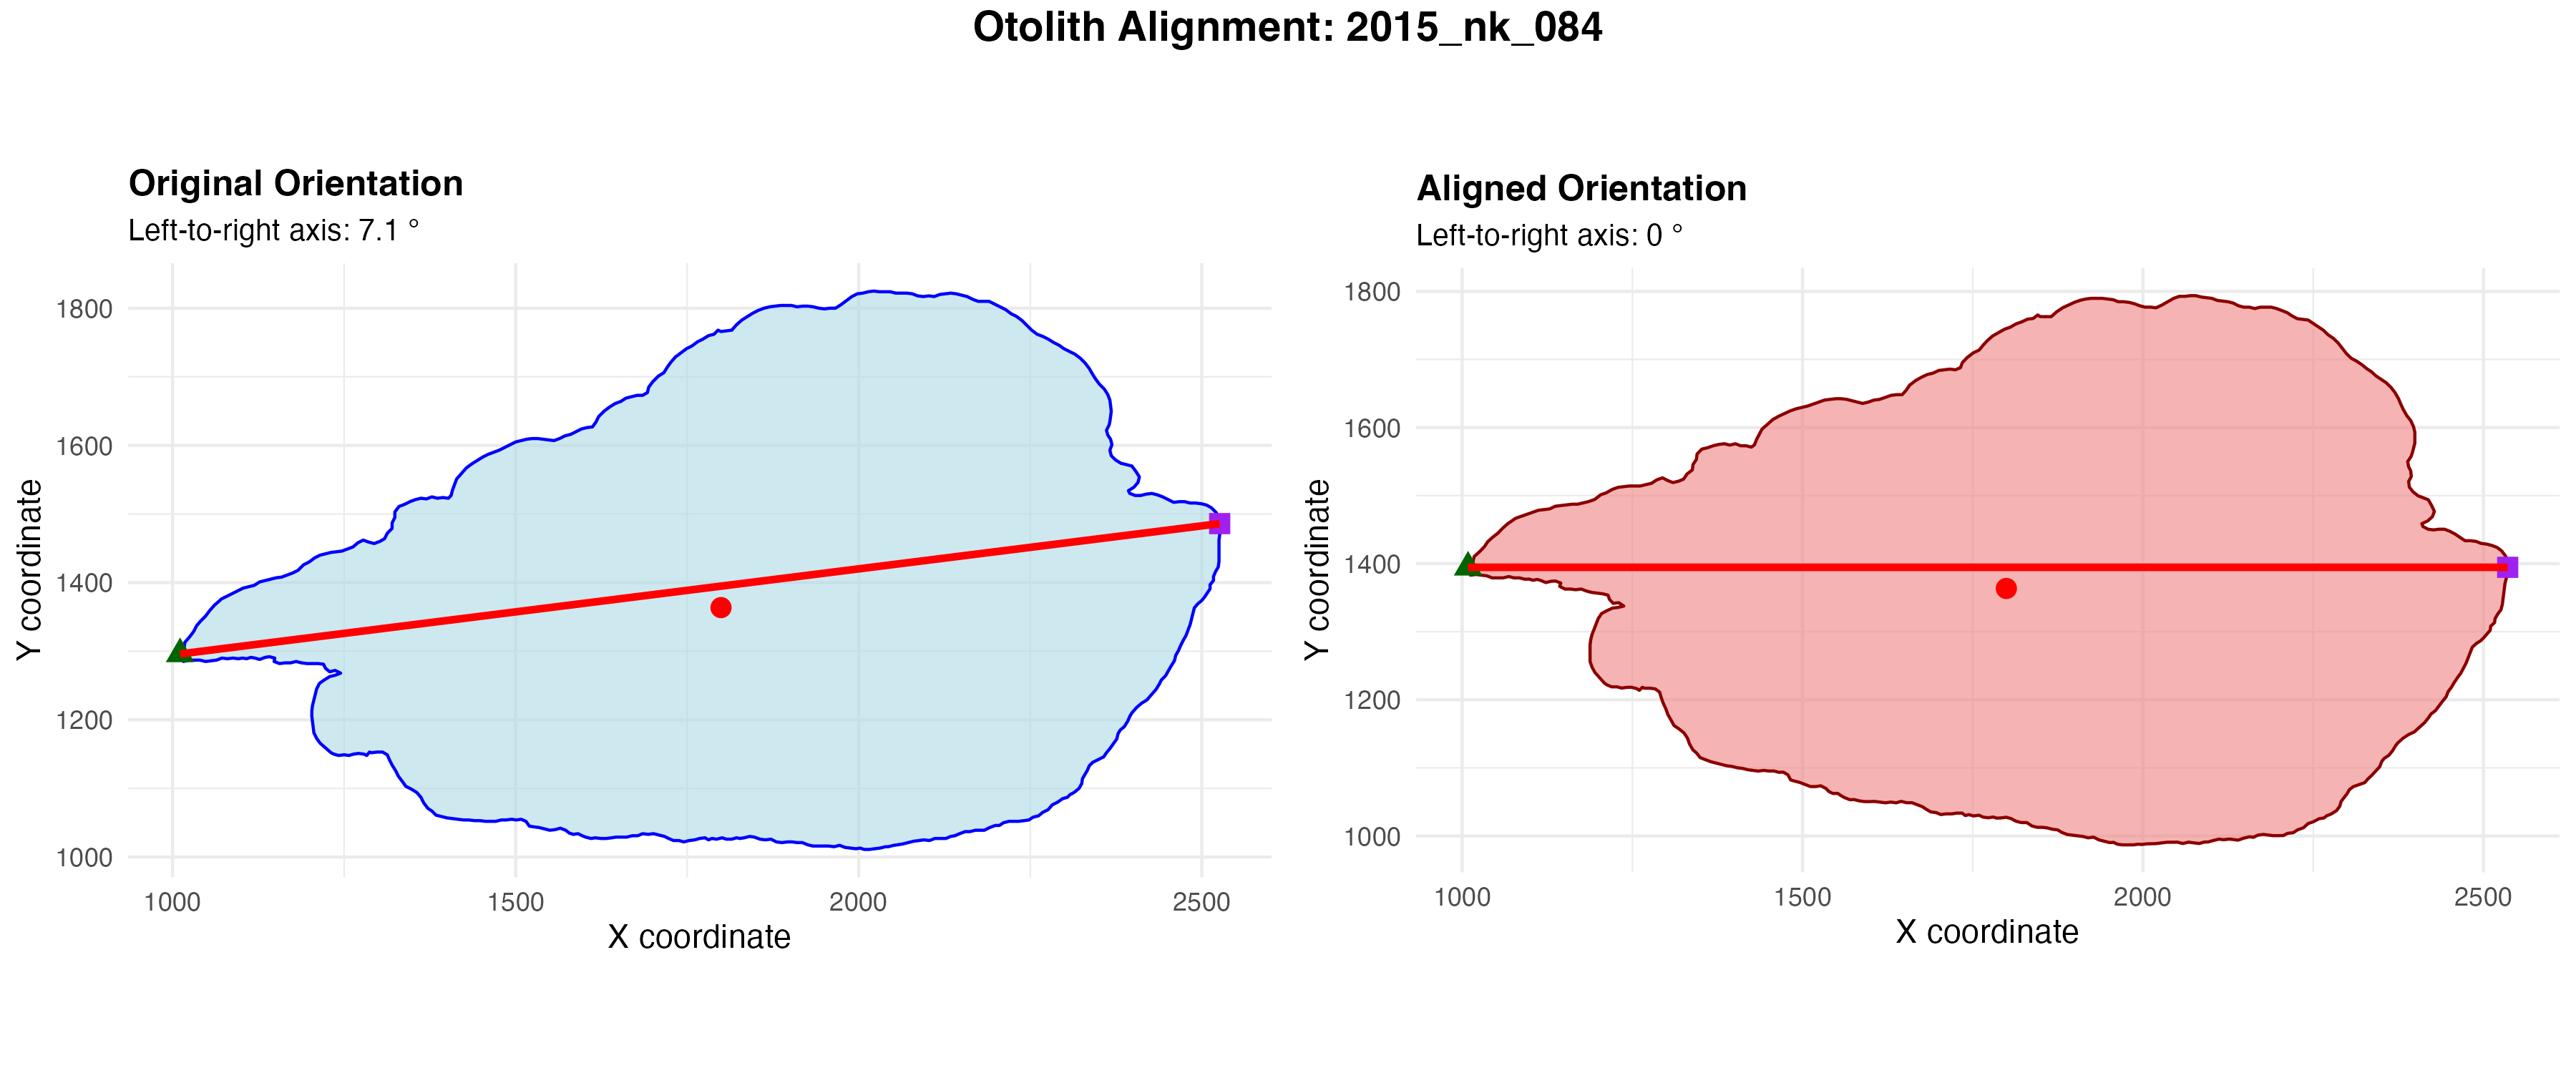 Otolith Alignment: 2015_nk_084
Original Orientation
Left-to-right axis: 7.1 °
1800
1600
1400
1200
1000
Y coordinate
1000 1500 2000 2500
X coordinate
Aligned Orientation
Left-to-right axis: 0 °
1800
1600
1400
1200
1000
Y coordinate
1000 1500 2000 2500
X coordinate